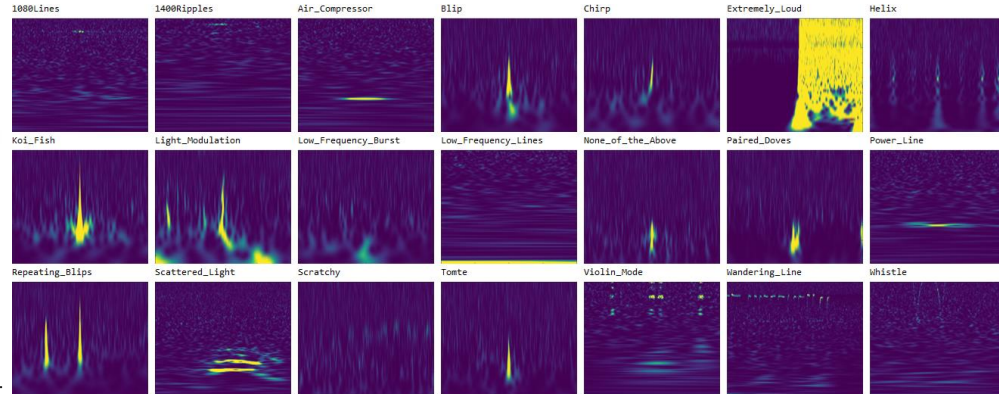 1080Lines 1400Ripples Air_Compressor Blip Chirp Extremely_Loud Helix
Koi_Fish Light_Modulation Low_Frequency_Burst Low_Frequency_Lines None_of_the_Above Paired_Doves Power_Line
Repeating_Blips Scattered_Light Scratchy Tomte Violin_Mode Wandering_Line Whistle